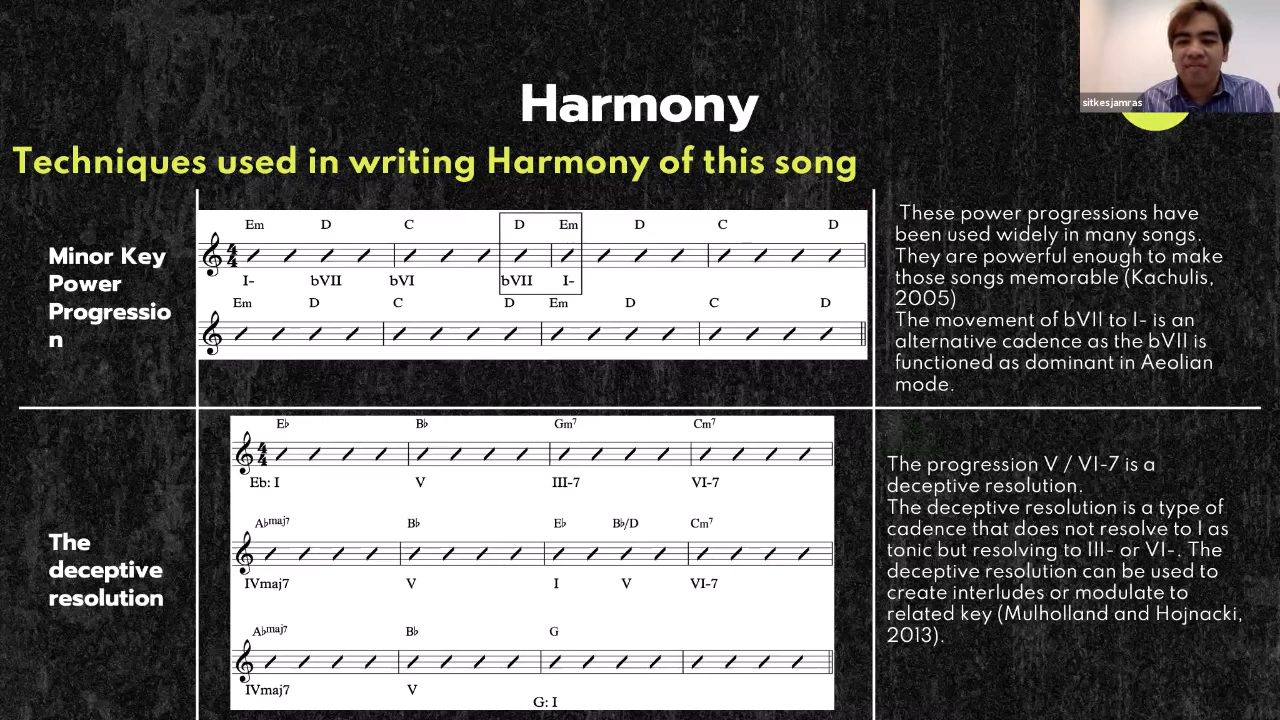 sitkesjamras
Harmony
Techniques used in writing Harmony of this song
Minor Key
Power
Progressio
n
Em D C D Em D C D
4
4
I- bVII bVI bVII I-
Em D C D Em D C D
These power progressions have
been used widely in many songs.
They are powerful enough to make
those songs memorable (Kachulis,
2005)
The movement of bVII to I- is an
alternative cadence as the bVII is
functioned as dominant in Aeolian
mode.
The
deceptive
resolution
E♭ B♭ Gm7 Cm7
4
4
Eb: I V III-7 VI-7
A♭maj7 B♭ E♭ B♭/D Cm7
IVmaj7 V I V VI-7
A♭maj7 B♭ G
IVmaj7 V
G: I
The progression V / VI-7 is a
deceptive resolution.
The deceptive resolution is a type of
cadence that does not resolve to I as
tonic but resolving to III- or VI-. The
deceptive resolution can be used to
create interludes or modulate to
related key (Mulholland and Hojnacki,
2013).